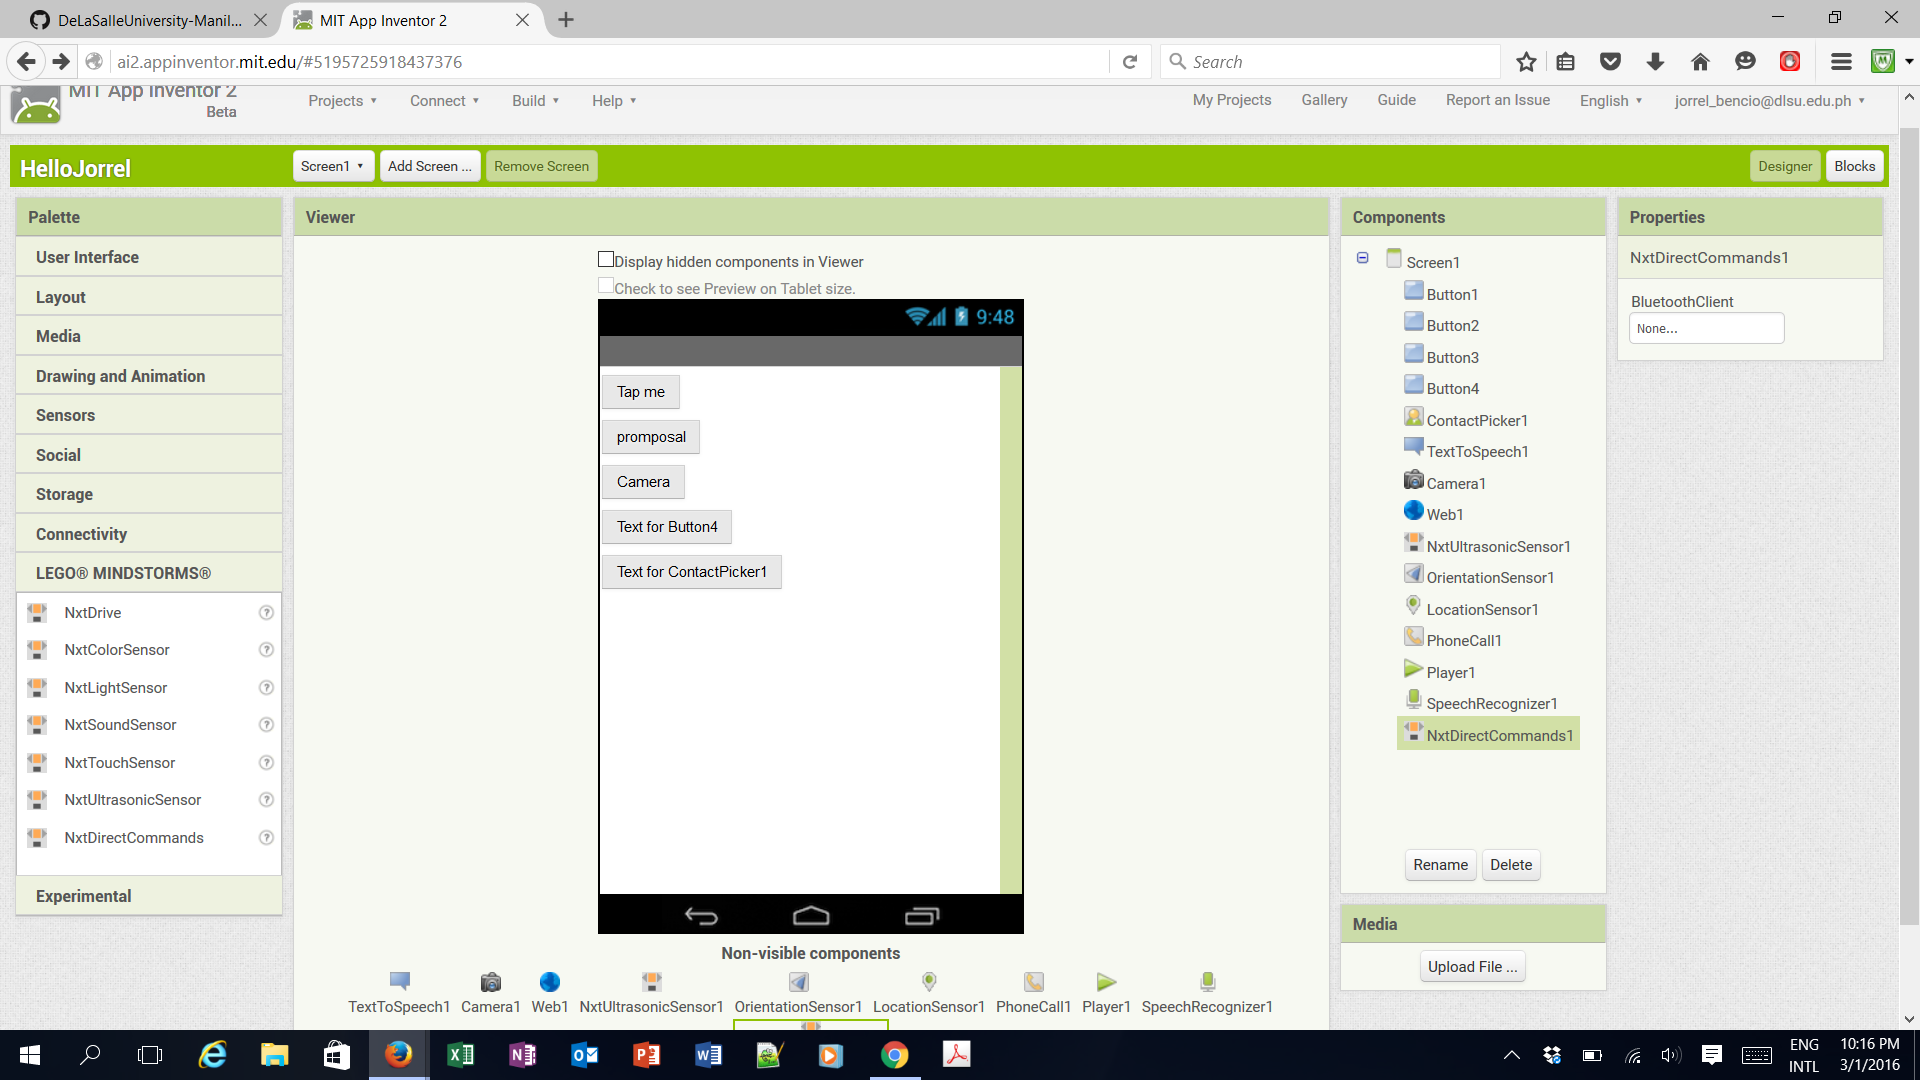 DeLaSalleUniversity-Manil...
MIT App Inventor 2
ai2.appinventor.mit.edu/#5195725918437376
Search
MIT App Inventor 2
Beta
Projects
Connect
Build
Help
My Projects
Gallery
Guide
Report an Issue
English
jorrel_bencio@dlsu.edu.ph
HelloJorrel
Screen1
Add Screen ...
Remove Screen
Designer
Blocks
Palette
User Interface
Layout
Media
Drawing and Animation
Sensors
Social
Storage
Connectivity
LEGO® MINDSTORMS®
NxtDrive
NxtColorSensor
NxtLightSensor
NxtSoundSensor
NxtTouchSensor
NxtUltrasonicSensor
NxtDirectCommands
Experimental
Viewer
Display hidden components in Viewer
Check to see Preview on Tablet size.
9:48
Tap me
promposal
Camera
Text for Button4
Text for ContactPicker1
Non-visible components
TextToSpeech1
Camera1
Web1
NxtUltrasonicSensor1
OrientationSensor1
LocationSensor1
PhoneCall1
Player1
SpeechRecognizer1
Components
Screen1
Button1
Button2
Button3
Button4
ContactPicker1
TextToSpeech1
Camera1
Web1
NxtUltrasonicSensor1
OrientationSensor1
LocationSensor1
PhoneCall1
Player1
SpeechRecognizer1
NxtDirectCommands1
Rename
Delete
Media
Upload File ...
Properties
NxtDirectCommands1
BluetoothClient
None...
ENG
INTL
10:16 PM
3/1/2016